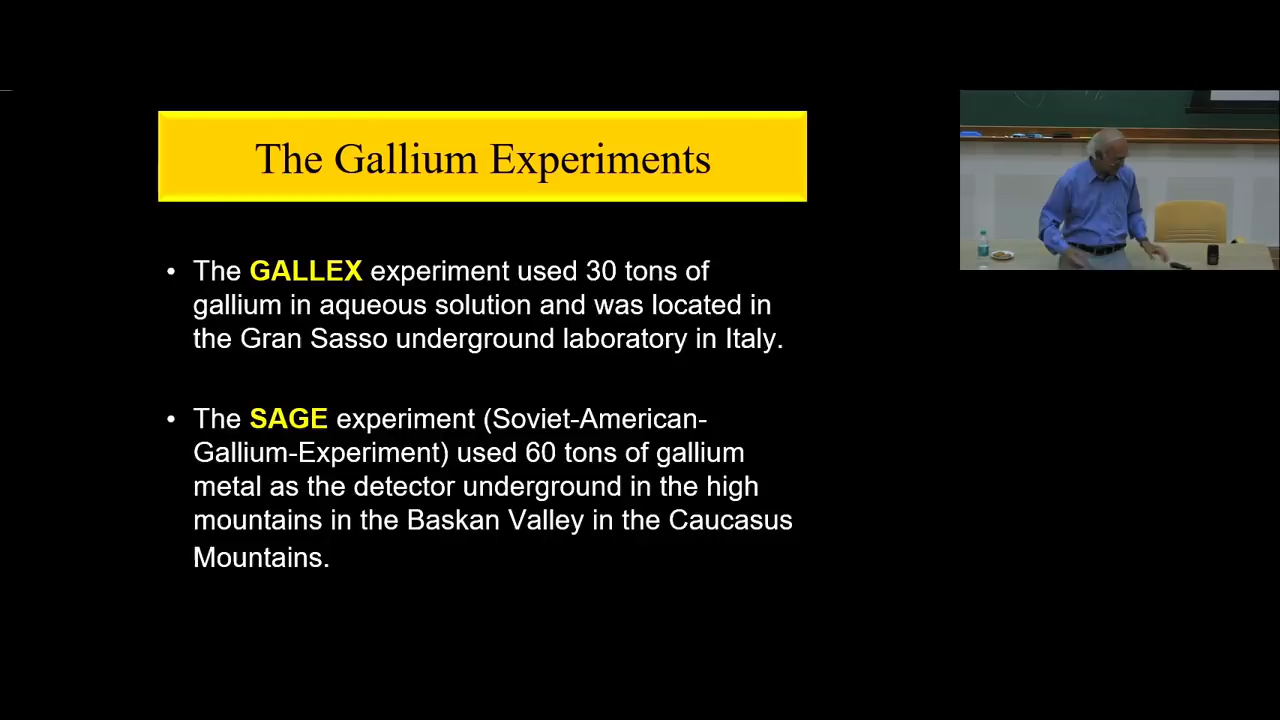 The Gallium Experiments
• The GALLEX experiment used 30 tons of
gallium in aqueous solution and was located in
the Gran Sasso underground laboratory in Italy.
• The SAGE experiment (Soviet-American-
Gallium-Experiment) used 60 tons of gallium
metal as the detector underground in the high
mountains in the Baskan Valley in the Caucasus
Mountains.